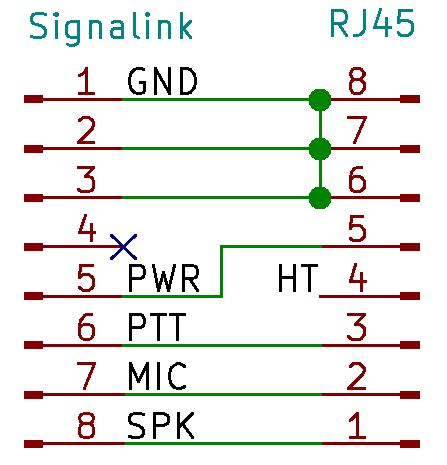 Signalink RJ45
1 GND 8
2 7
3 6
4 5
5 PWR HT 4
6 PTT 3
7 MIC 2
8 SPK 1